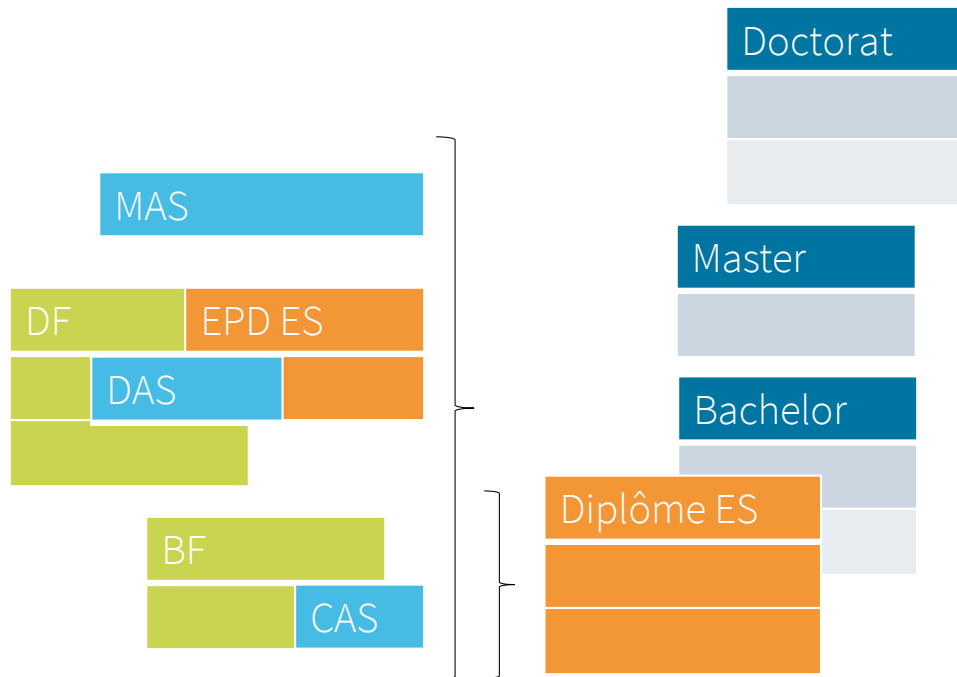 Doctorat
MAS
Master
DF
EPD ES
DAS
Bachelor
Diplôme ES
BF
CAS